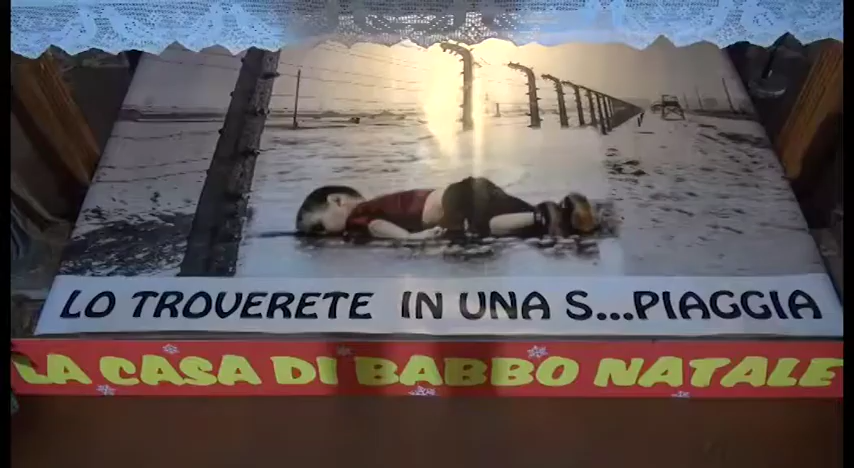 LO TROVERETE IN UNA S...PIAGGIA
LA CASA DI BABBO NATALE